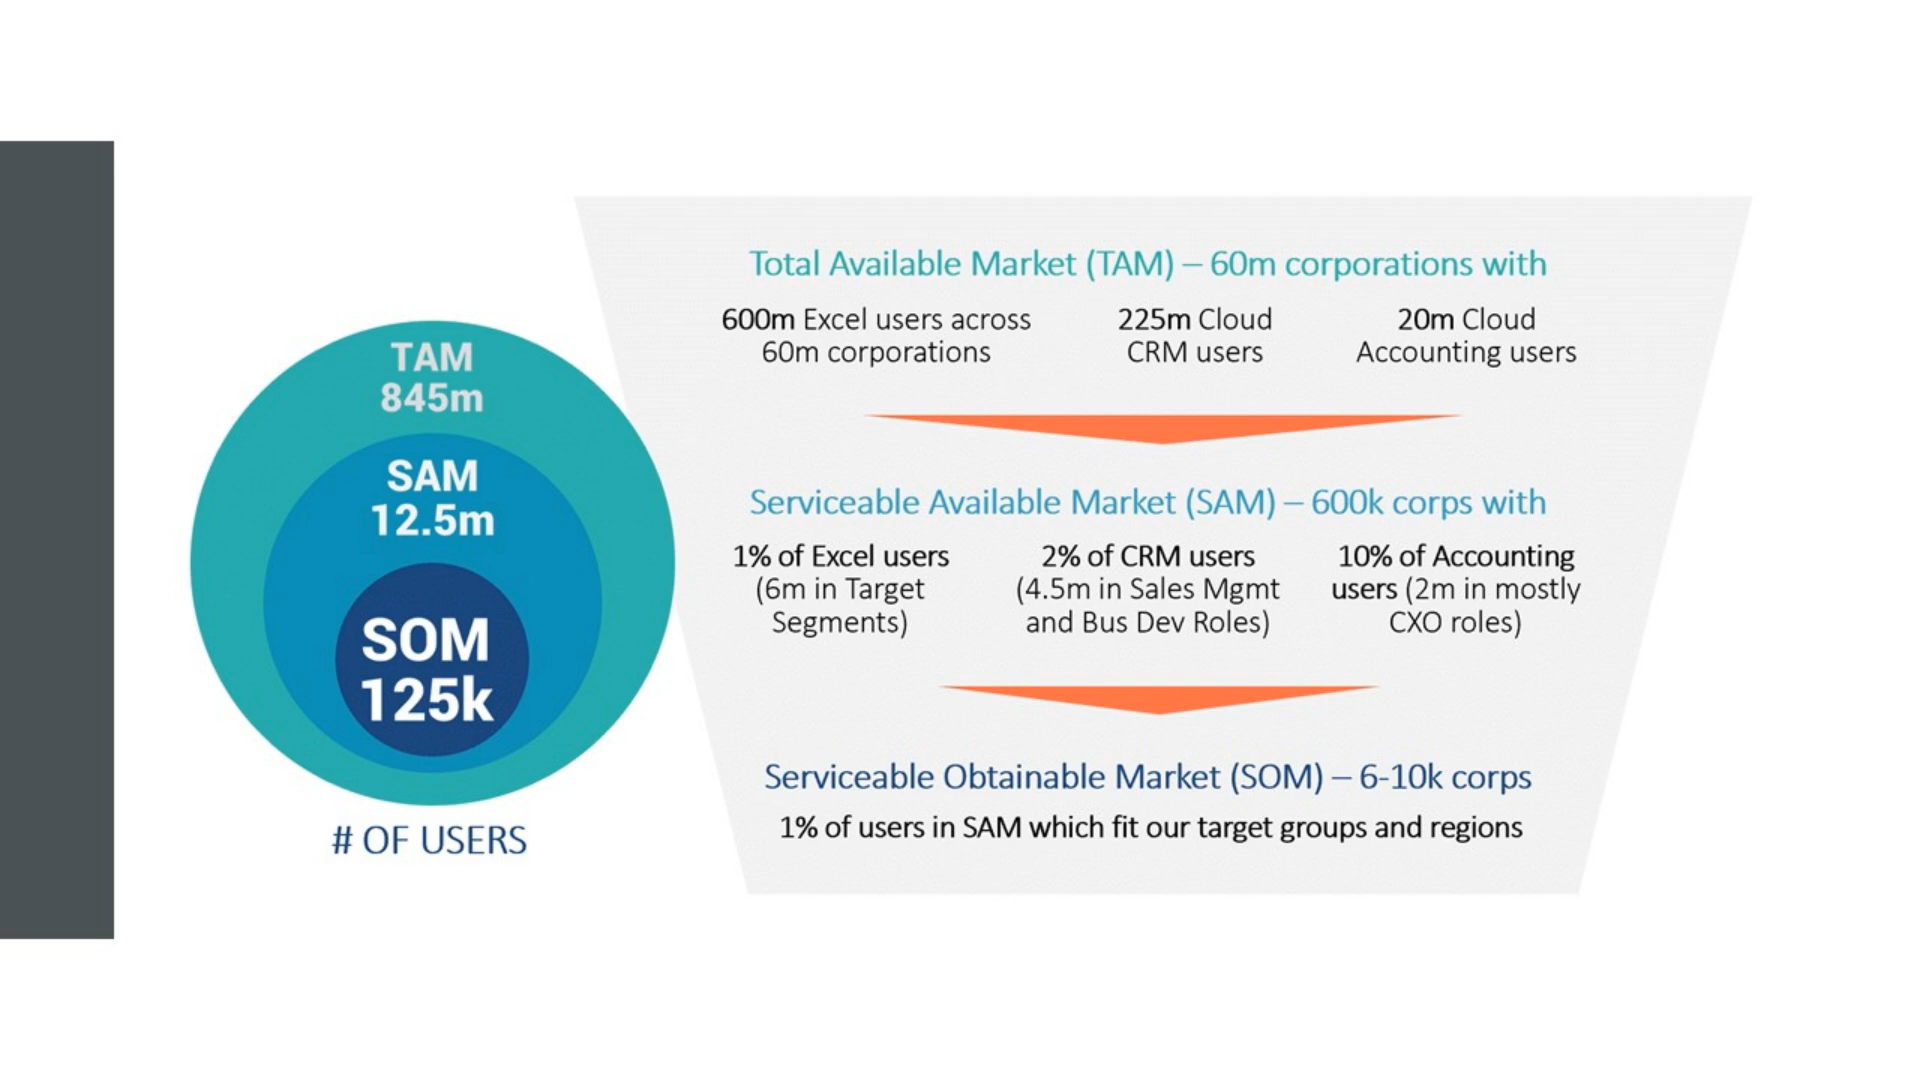 TAM
845m
SAM
12.5m
SOM
125k
# OF USERS
Total Available Market (TAM) – 60m corporations with
600m Excel users across
60m corporations
225m Cloud
CRM users
20m Cloud
Accounting users
Serviceable Available Market (SAM) – 600k corps with
1% of Excel users
(6m in Target
Segments)
2% of CRM users
(4.5m in Sales Mgmt
and Bus Dev Roles)
10% of Accounting
users (2m in mostly
CXO roles)
Serviceable Obtainable Market (SOM) – 6-10k corps
1% of users in SAM which fit our target groups and regions